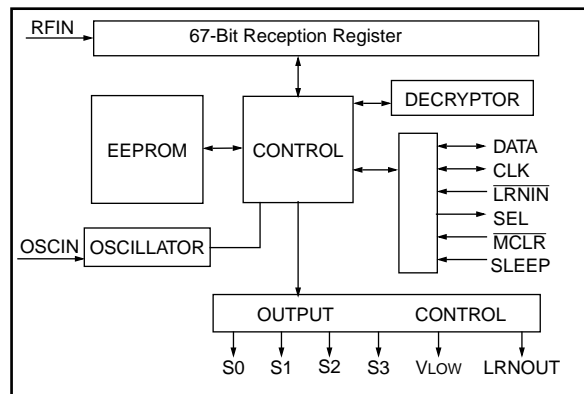 RFIN
67-Bit Reception Register
DECRYPTOR
EEPROM
CONTROL
DATA
CLK
LRNIN
SEL
MCLR
SLEEP
OSCIN
OSCILLATOR
OUTPUT CONTROL
S0 S1 S2 S3 VLOW LRNOUT